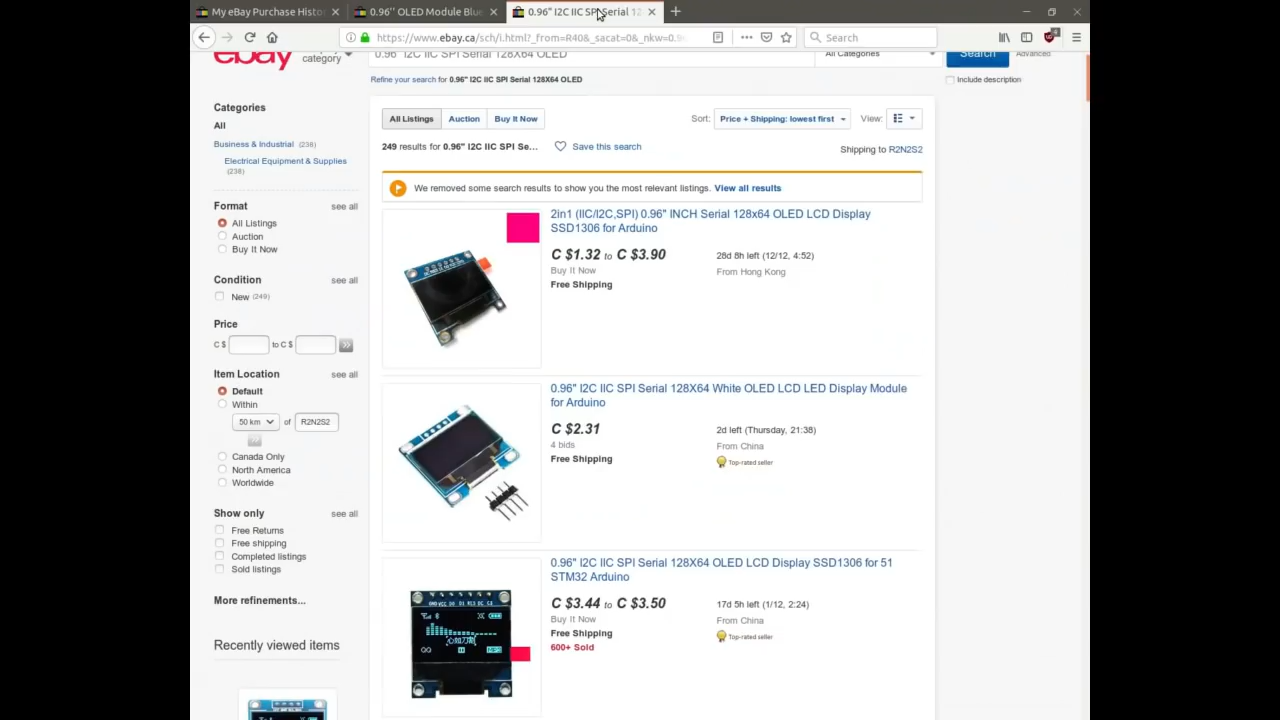 My eBay Purchase Histo
0.96'' OLED Module Blue
0.96" I2C IIC SPI Serial 12
https://www.ebay.ca/sch/i.html?_from=R40&_sacat=0&_nkw=0.9
Search
ebay
category
0.96" I2C IIC SPI Serial 128X64 OLED
All Categories
Search
Advanced
Refine your search for 0.96" I2C IIC SPI Serial 128X64 OLED
Include description
Categories
All
Business & Industrial (238)
Electrical Equipment & Supplies
(238)
Format
see all
All Listings
Auction
Buy It Now
Condition
see all
New (249)
Price
C $
to C $
Item Location
see all
Default
Within
50 km
of
R2N2S2
Canada Only
North America
Worldwide
Show only
see all
Free Returns
Free shipping
Completed listings
Sold listings
More refinements...
Recently viewed items
All Listings
Auction
Buy It Now
Sort:
Price + Shipping: lowest first
View:
249 results for 0.96" I2C IIC SPI Se...
Save this search
Shipping to R2N2S2
We removed some search results to show you the most relevant listings. View all results
2in1 (IIC/I2C,SPI) 0.96" INCH Serial 128x64 OLED LCD Display
SSD1306 for Arduino
C $1.32 to C $3.90
28d 8h left (12/12, 4:52)
Buy It Now
From Hong Kong
Free Shipping
0.96" I2C IIC SPI Serial 128X64 White OLED LCD LED Display Module
for Arduino
C $2.31
2d left (Thursday, 21:38)
4 bids
From China
Free Shipping
Top-rated seller
0.96" I2C IIC SPI Serial 128X64 OLED LCD Display SSD1306 for 51
STM32 Arduino
C $3.44 to C $3.50
17d 5h left (1/12, 2:24)
Buy It Now
From China
Free Shipping
Top-rated seller
600+ Sold